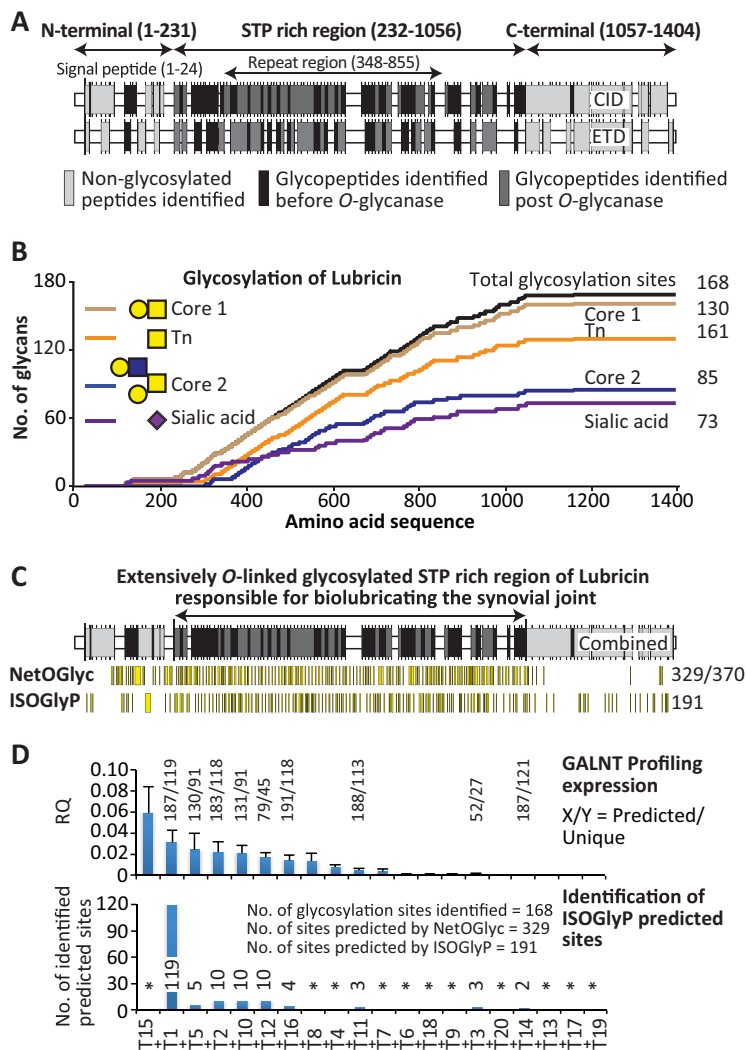 A
N-terminal (1-231)
STP rich region (232-1056)
C-terminal (1057-1404)
Signal peptide (1-24)
Repeat region (348-855)
CID
ETD
Non-glycosylated
peptides identified
Glycopeptides identified
before O-glycanase
Glycopeptides identified
post O-glycanase
B
Glycosylation of Lubricin
No. of glycans
180
120
60
0
Core 1
Tn
Core 2
Sialic acid
Total glycosylation sites
168
Core 1
130
Tn
161
Core 2
85
Sialic acid
73
0
200
400
600
800
1000
1200
1400
Amino acid sequence
C
Extensively O-linked glycosylated STP rich region of Lubricin
responsible for biolubricating the synovial joint
Combined
NetOGlyc
329/370
ISOGlyP
191
D
RQ
0.10
0.08
0.06
0.04
0.02
0
187/119
130/91
183/118
131/91
79/45
191/118
188/113
52/27
187/121
GALNT Profiling
expression
X/Y = Predicted/
Unique
No. of identified
predicted sites
120
90
60
30
0
No. of glycosylation sites identified = 168
No. of sites predicted by NetOGlyc = 329
No. of sites predicted by ISOGlyP = 191
Identification of
ISOGlyP predicted
sites
*
119
5
10
10
10
4
*
*
3
*
*
*
*
3
*
2
*
*
*
T15
+T1
+T5
+T2
+T10
+T12
+T16
+T8
+T4
+T11
+T7
+T6
+T18
+T9
+T3
+T20
+T14
+T13
+T17
+T19